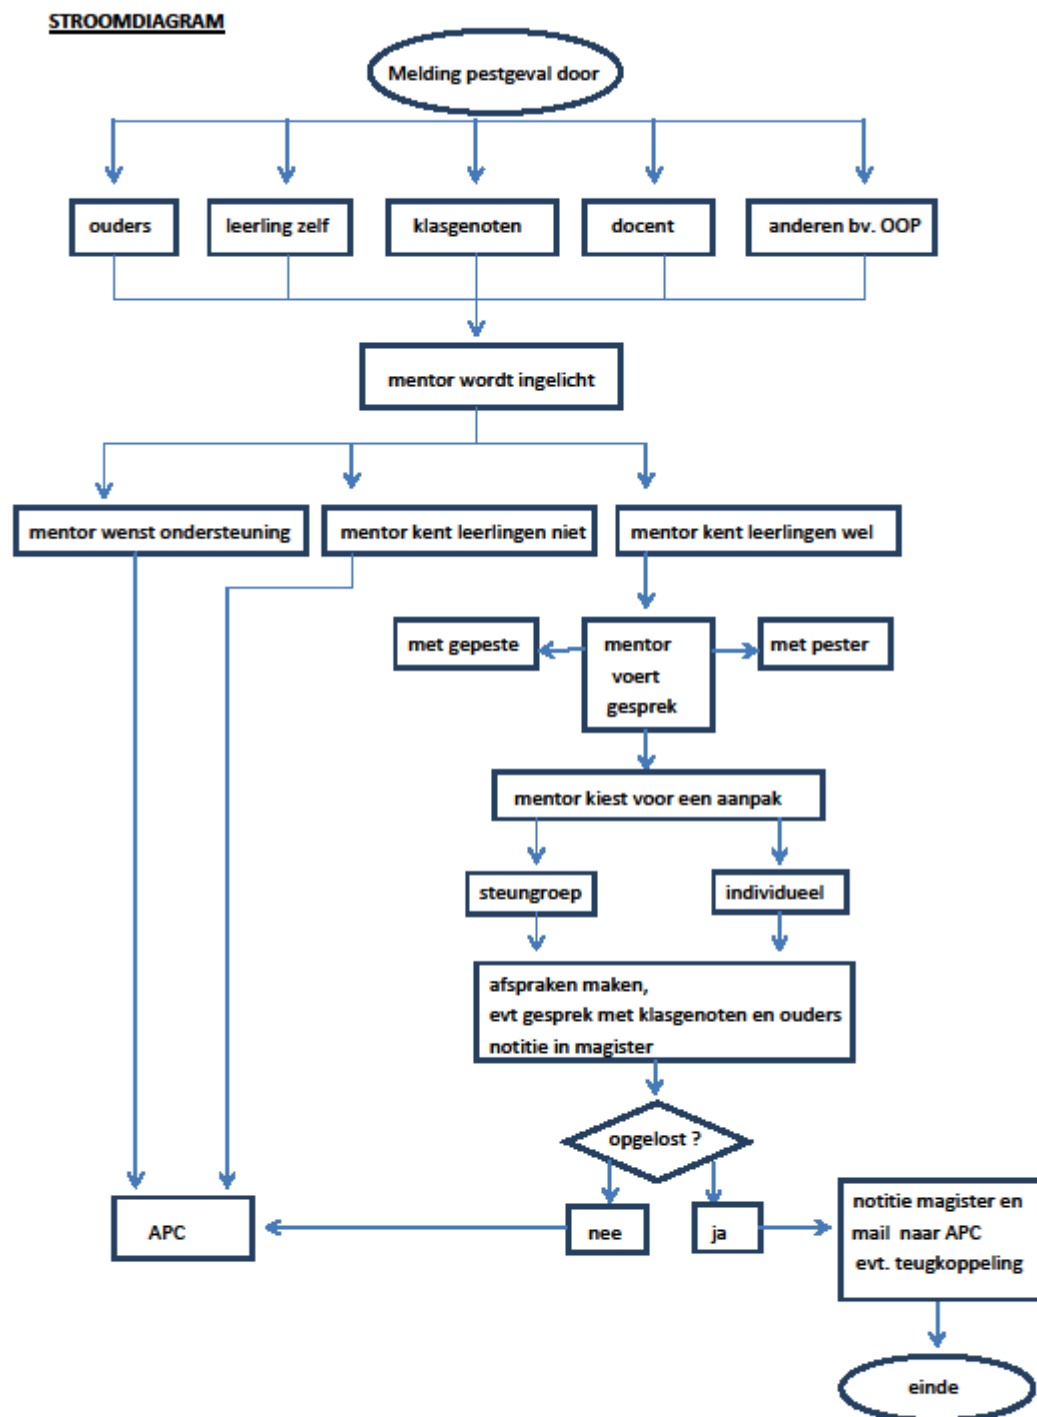 STROOMDIAGRAM
Melding pestgeval door
ouders
leerling zelf
klasgenoten
docent
anderen bv. OOP
mentor wordt ingelicht
mentor wenst ondersteuning
mentor kent leerlingen niet
mentor kent leerlingen wel
met gepeste
mentor
voert
gesprek
met pester
mentor kiest voor een aanpak
steungroep
individueel
afspraken maken,
evt gesprek met klasgenoten en ouders
notitie in magister
opgelost ?
APC
nee
ja
notitie magister en
mail naar APC
evt. teugkoppeling
einde